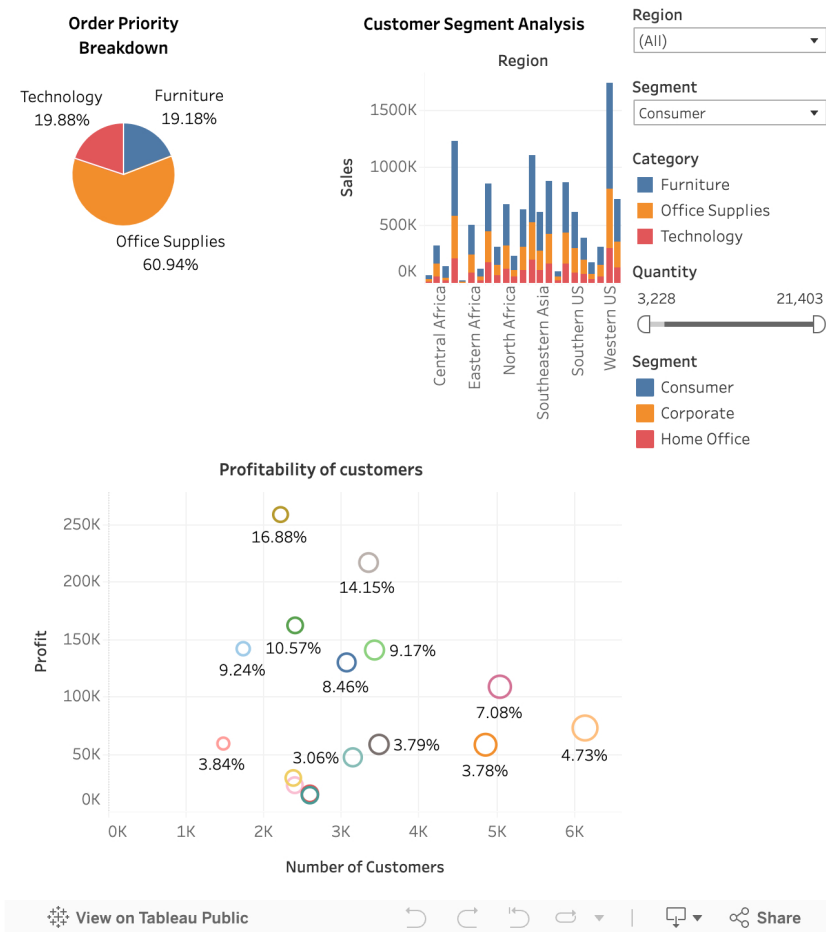 Order Priority
Breakdown
Technology
19.88%
Furniture
19.18%
Office Supplies
60.94%
Customer Segment Analysis
Region
Sales
1500K
1000K
500K
0K
Central Africa
Eastern Africa
North Africa
Southeastern Asia
Southern US
Western US
Region
(All)
Segment
Consumer
Category
Furniture
Office Supplies
Technology
Quantity
3,228 21,403
Segment
Consumer
Corporate
Home Office
Profitability of customers
Profit
250K
200K
150K
100K
50K
0K
16.88%
14.15%
10.57%
9.17%
9.24%
8.46%
7.08%
4.73%
3.79%
3.78%
3.84%
3.06%
0K 1K 2K 3K 4K 5K 6K
Number of Customers
View on Tableau Public
Share